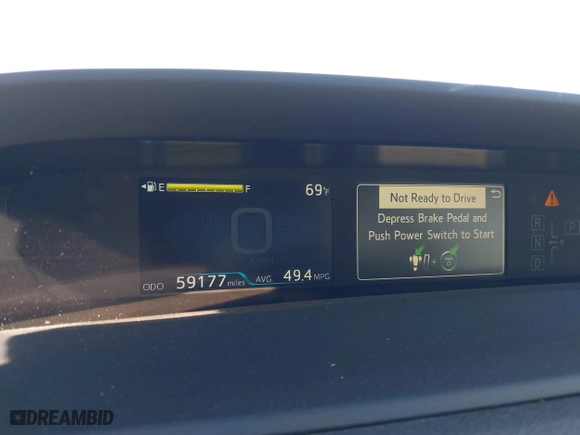 E F 69°F
0
MPH
ODO 59177 miles AVG. 49.4 MPG
Not Ready to Drive
Depress Brake Pedal and
Push Power Switch to Start
+
R
N
D
P
DREAMBID